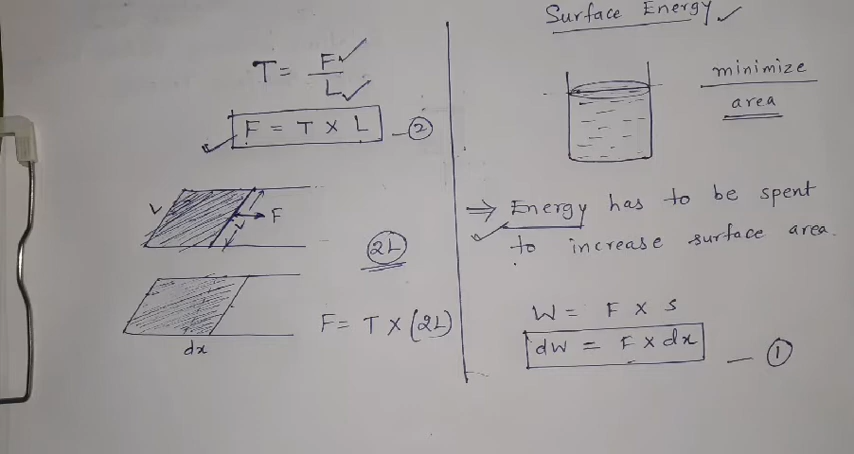 Surface Energy
T = F / L
F = T X L — ②
F
2L
F = T X (2L)
dx
minimize
area
⇒ Energy has to be spent
to increase surface area.
W = F X S
dW = F X dx — ①